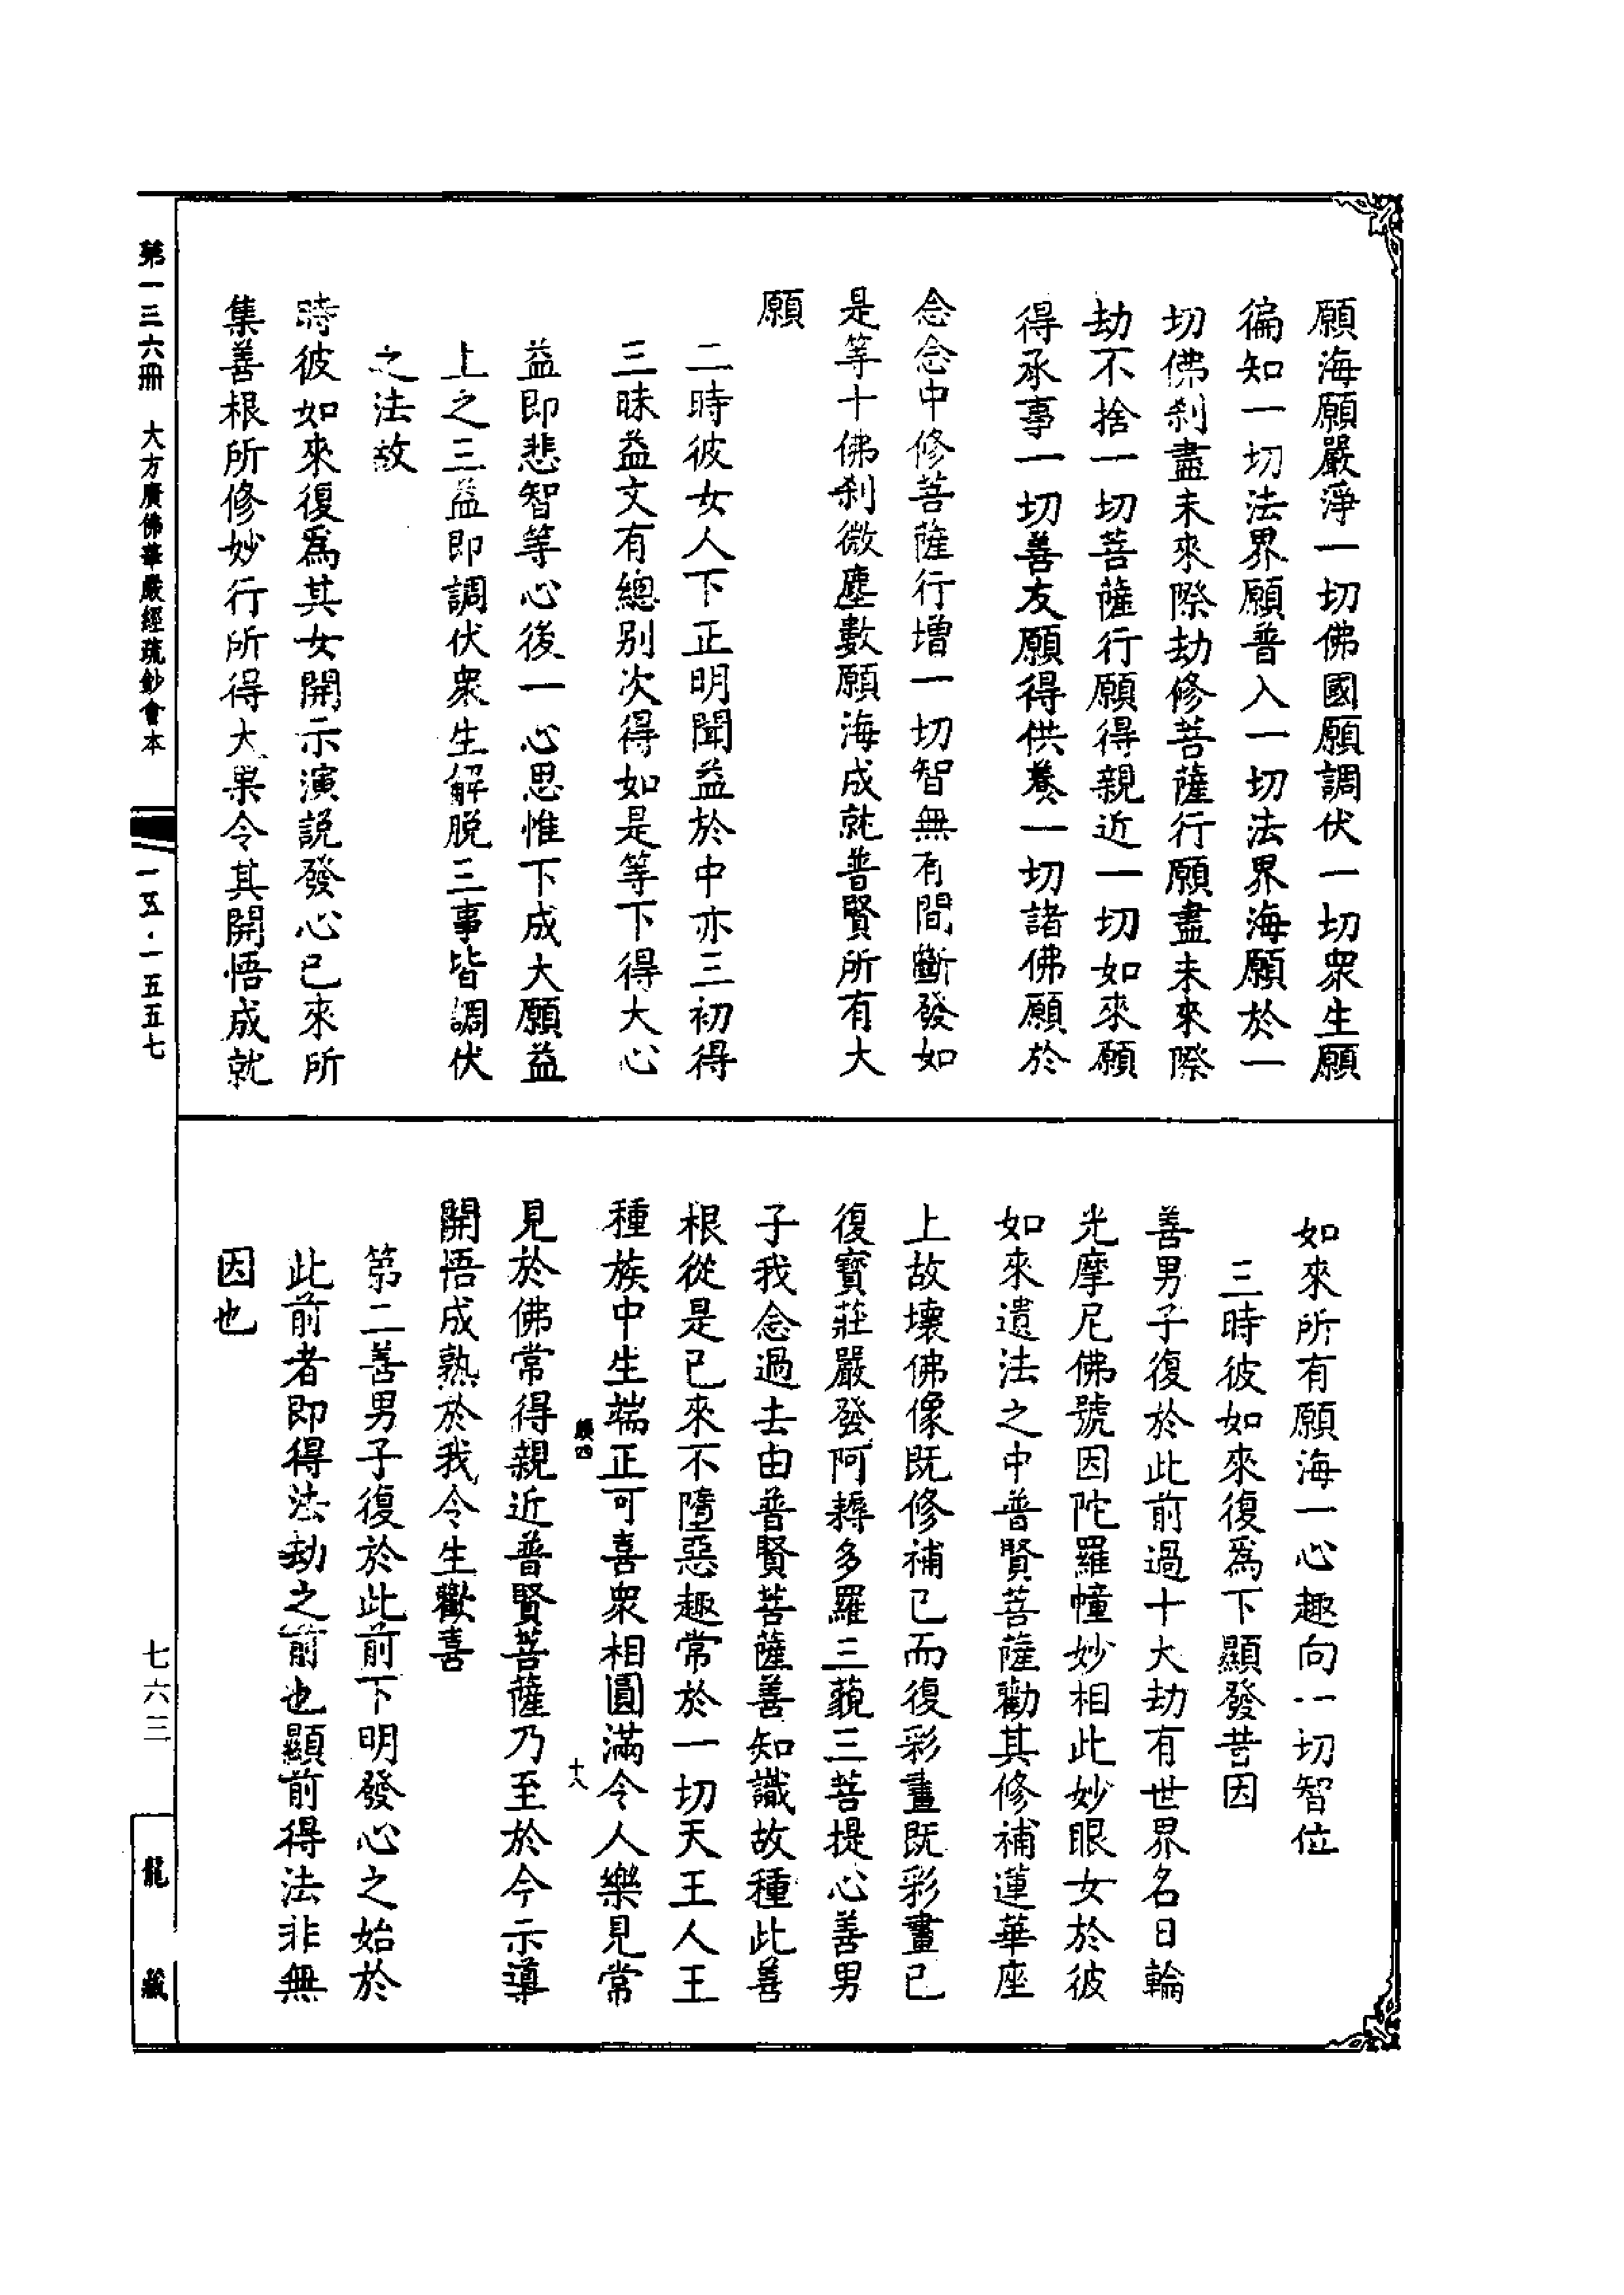 願海願嚴淨一切佛國願調伏一切衆生願
徧知一切法界願普入一切法界海願於一
切佛剎盡未來際劫修菩薩行願盡未來際
劫不捨一切菩薩行願得親近一切如來願
得承事一切善友願得供養一切諸佛願於
念念中修菩薩行增一切智無有間斷發如
是等十佛剎微塵數願海成就普賢所有大
願
二時彼女人下正明聞益於中亦三初得
三昧益文有總別次得如是等下得大心
益即悲智等心後一心思惟下成大願益
上之三益即調伏衆生解脫三事皆調伏
之法故
時彼如來復爲其女開示演說發心已來所
集善根所修妙行所得大果令其開悟成就
如來所有願海一心趣向一切智位
三時彼如來復爲下顯發昔因
善男子復於此前過十大劫有世界名日輪
光摩尼佛號因陀羅幢妙相此妙眼女於彼
如來遺法之中普賢菩薩勸其修補蓮華座
上故壞佛像既修補已而復彩畫既彩畫已
復寶莊嚴發阿耨多羅三藐三菩提心善男
子我念過去由普賢菩薩善知識故種此善
根從是已來不墮惡趣常於一切天王人王
種族中生端正可喜衆相圓滿令人樂見常
四
十八
見於佛常得親近普賢菩薩乃至於今示導
開悟成熟於我令生歡喜
第二善男子復於此前下明發心之始於
此前者即得法劫之前也顯前得法非無
因也
第一三六冊 大方廣佛華嚴經疏鈔會本
一五·一五五七
七六三
龍藏